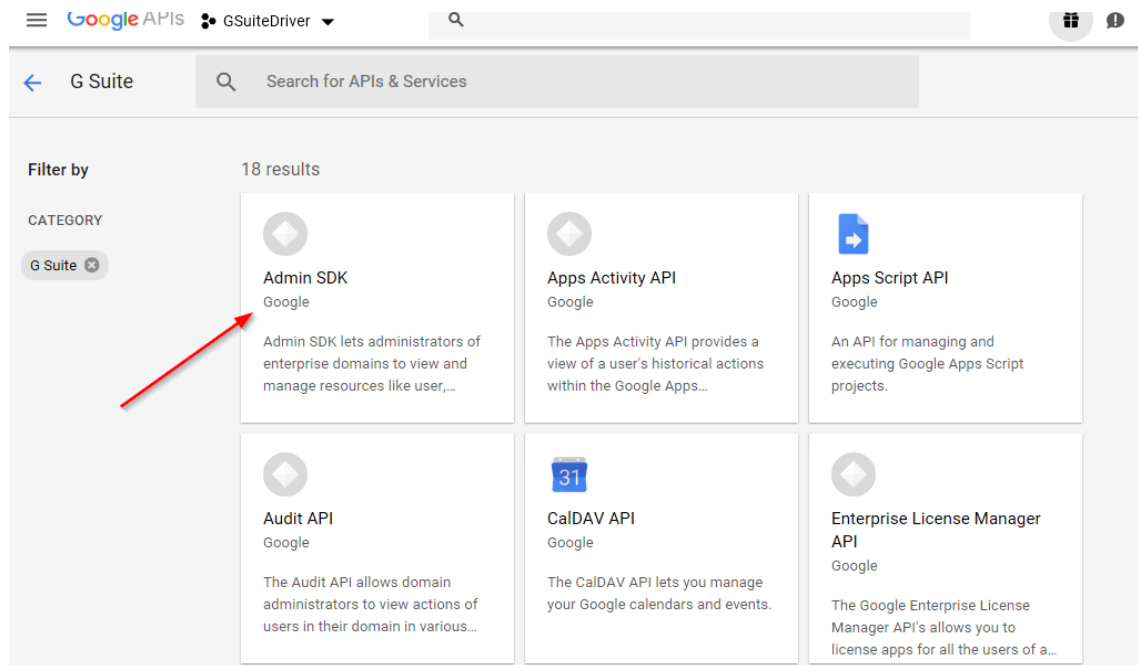 Google APIs GSuiteDriver
G Suite Search for APIs & Services
Filter by
CATEGORY
G Suite
18 results
Admin SDK
Google
Admin SDK lets administrators of
enterprise domains to view and
manage resources like user,...
Apps Activity API
Google
The Apps Activity API provides a
view of a user's historical actions
within the Google Apps...
Apps Script API
Google
An API for managing and
executing Google Apps Script
projects.
Audit API
Google
The Audit API allows domain
administrators to view actions of
users in their domain in various...
31
CalDAV API
Google
The CalDAV API lets you manage
your Google calendars and events.
Enterprise License Manager
API
Google
The Google Enterprise License
Manager API's allows you to
license apps for all the users of a...